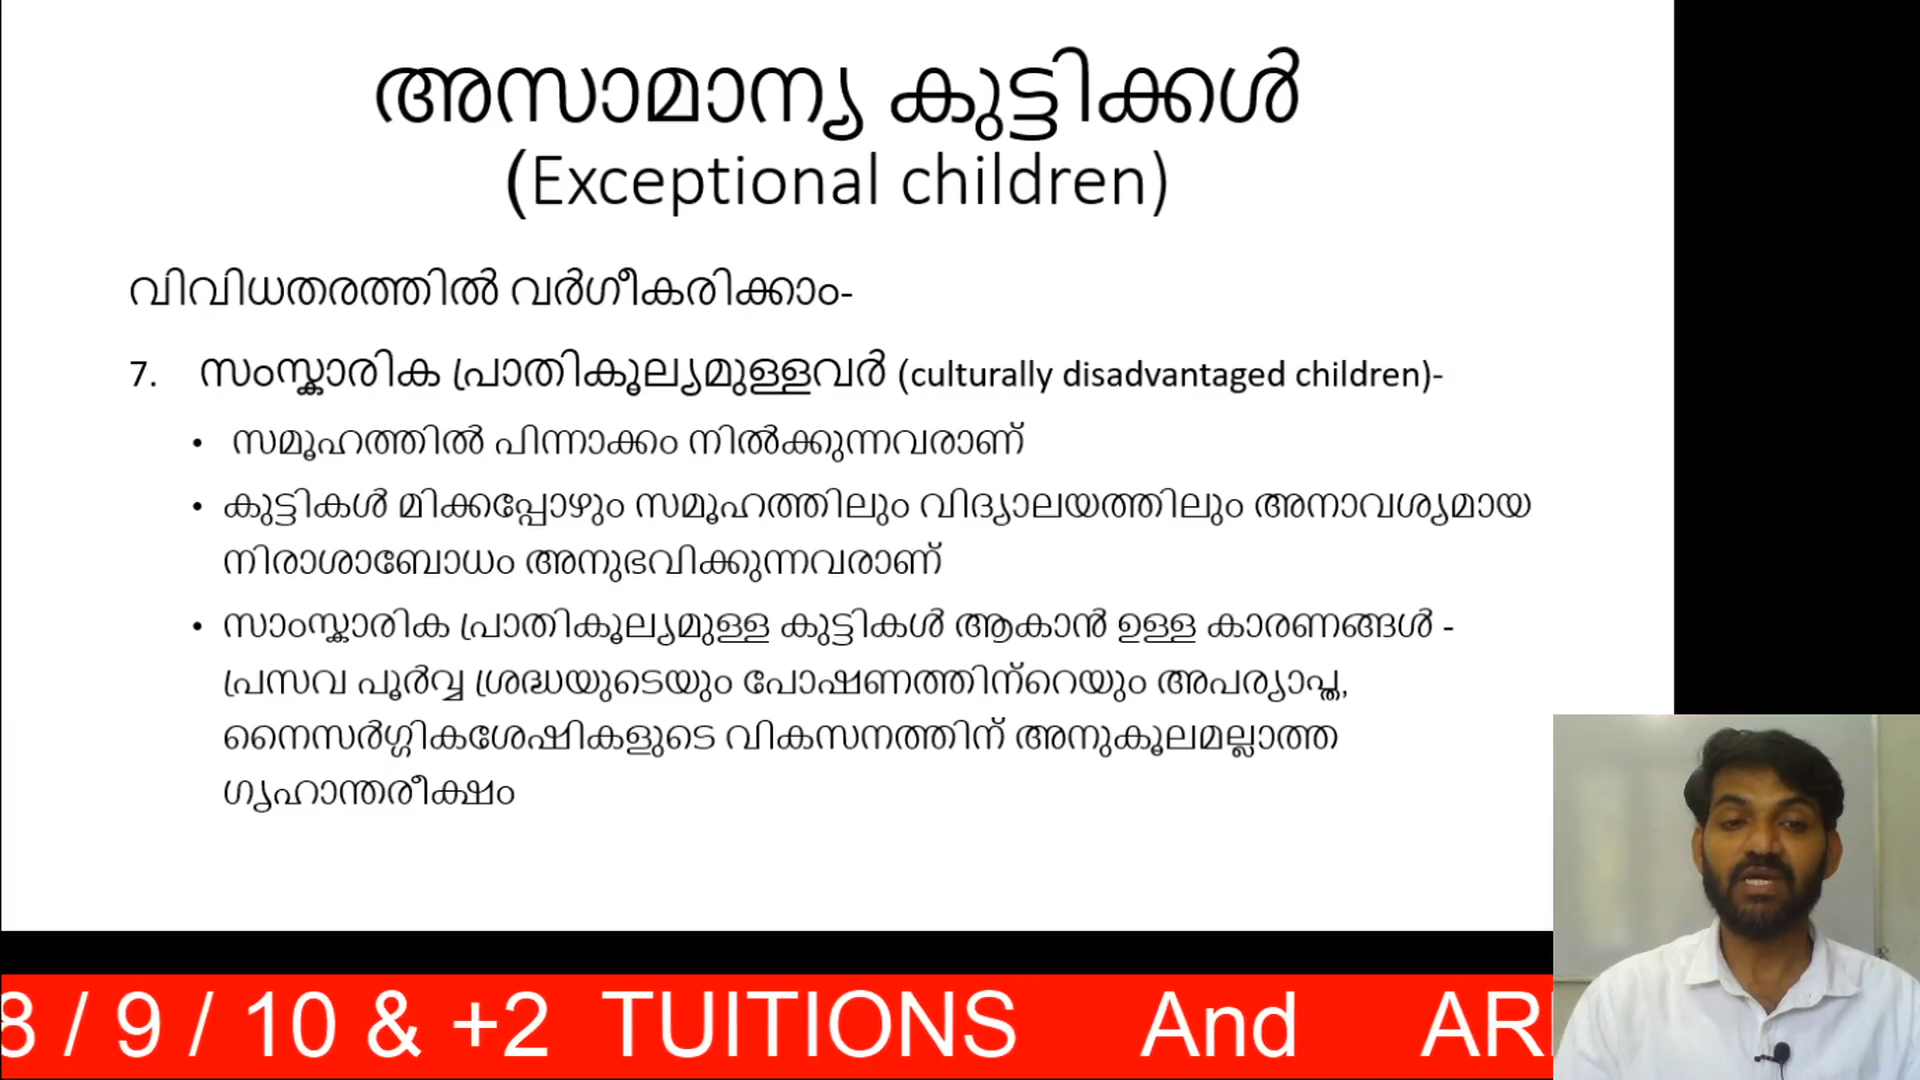 അസാമാന്യ കുട്ടിക്കൾ
(Exceptional children)
വിവിധതരത്തിൽ വർഗീകരിക്കാം-
7. സംസ്കാരിക പ്രാതികൂല്യമുള്ളവർ (culturally disadvantaged children)-
• സമൂഹത്തിൽ പിന്നാക്കം നിൽക്കുന്നവരാണ്
• കുട്ടികൾ മിക്കപ്പോഴും സമൂഹത്തിലും വിദ്യാലയത്തിലും അനാവശ്യമായ
നിരാശാബോധം അനുഭവിക്കുന്നവരാണ്
• സാംസ്കാരിക പ്രാതികൂല്യമുള്ള കുട്ടികൾ ആകാൻ ഉള്ള കാരണങ്ങൾ -
പ്രസവ പൂർവ്വ ശ്രദ്ധയുടെയും പോഷണത്തിന്റെയും അപര്യാപ്ത,
നൈസർഗ്ഗികശേഷികളുടെ വികസനത്തിന് അനുകൂലമല്ലാത്ത
ഗൃഹാന്തരീക്ഷം
8 / 9 / 10 & +2 TUITIONS And